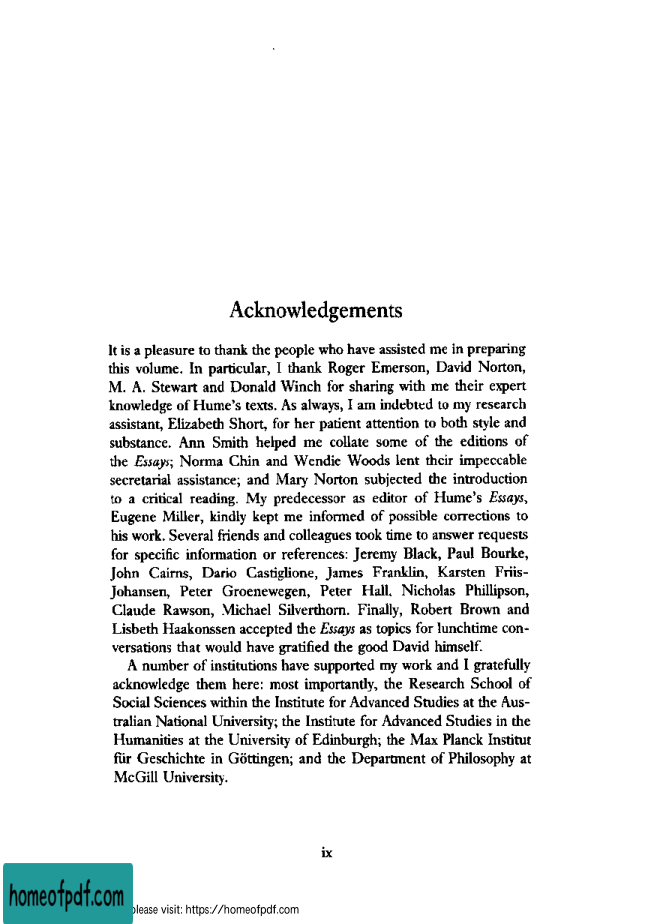 Acknowledgements
It is a pleasure to thank the people who have assisted me in preparing
this volume. In particular, I thank Roger Emerson, David Norton,
M. A. Stewart and Donald Winch for sharing with me their expert
knowledge of Hume's texts. As always, I am indebted to my research
assistant, Elizabeth Short, for her patient attention to both style and
substance. Ann Smith helped me collate some of the editions of
the Essays; Norma Chin and Wendie Woods lent their impeccable
secretarial assistance; and Mary Norton subjected the introduction
to a critical reading. My predecessor as editor of Hume's Essays,
Eugene Miller, kindly kept me informed of possible corrections to
his work. Several friends and colleagues took time to answer requests
for specific information or references: Jeremy Black, Paul Bourke,
John Cairns, Dario Castiglione, James Franklin, Karsten Friis-
Johansen, Peter Groenewegen, Peter Hall, Nicholas Phillipson,
Claude Rawson, Michael Silverthorn. Finally, Robert Brown and
Lisbeth Haakonssen accepted the Essays as topics for lunchtime con-
versations that would have gratified the good David himself.
A number of institutions have supported my work and I gratefully
acknowledge them here: most importantly, the Research School of
Social Sciences within the Institute for Advanced Studies at the Aus-
tralian National University; the Institute for Advanced Studies in the
Humanities at the University of Edinburgh; the Max Planck Institut
für Geschichte in Göttingen; and the Department of Philosophy at
McGill University.
ix
homeofpdf.com
please visit: https://homeofpdf.com